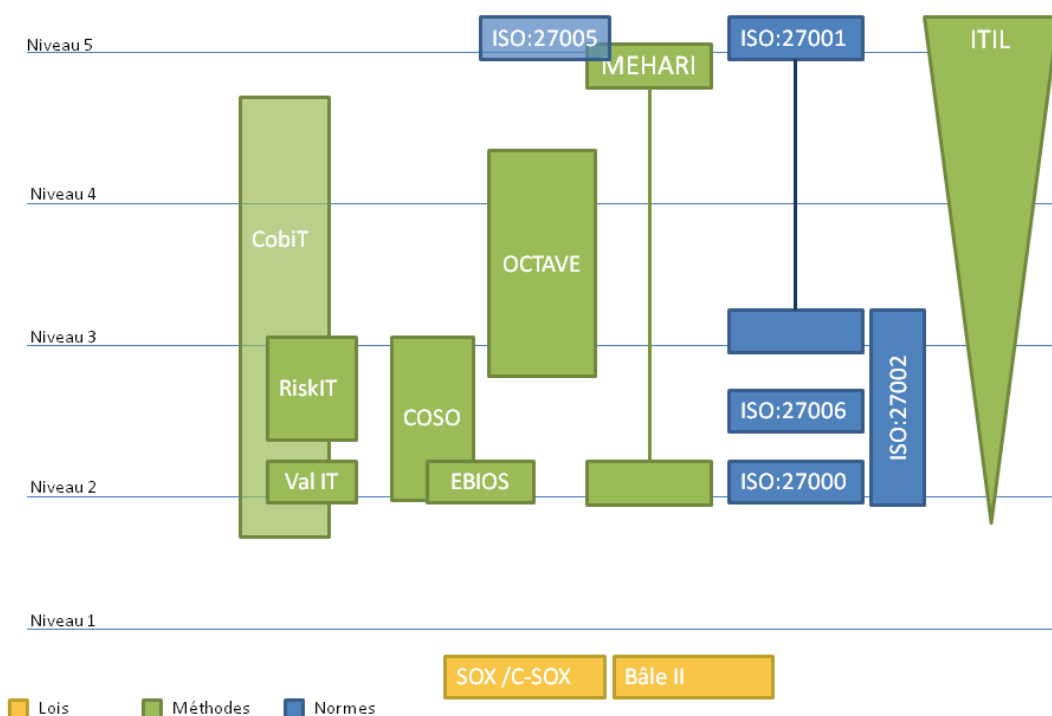 Niveau 5
ISO:27005
ISO:27001
ITIL
MEHARI
Niveau 4
CobiT
OCTAVE
Niveau 3
RiskIT
COSO
ISO:27006
ISO:27002
Niveau 2
Val IT
EBIOS
ISO:27000
Niveau 1
SOX /C-SOX
Bâle II
Lois
Méthodes
Normes